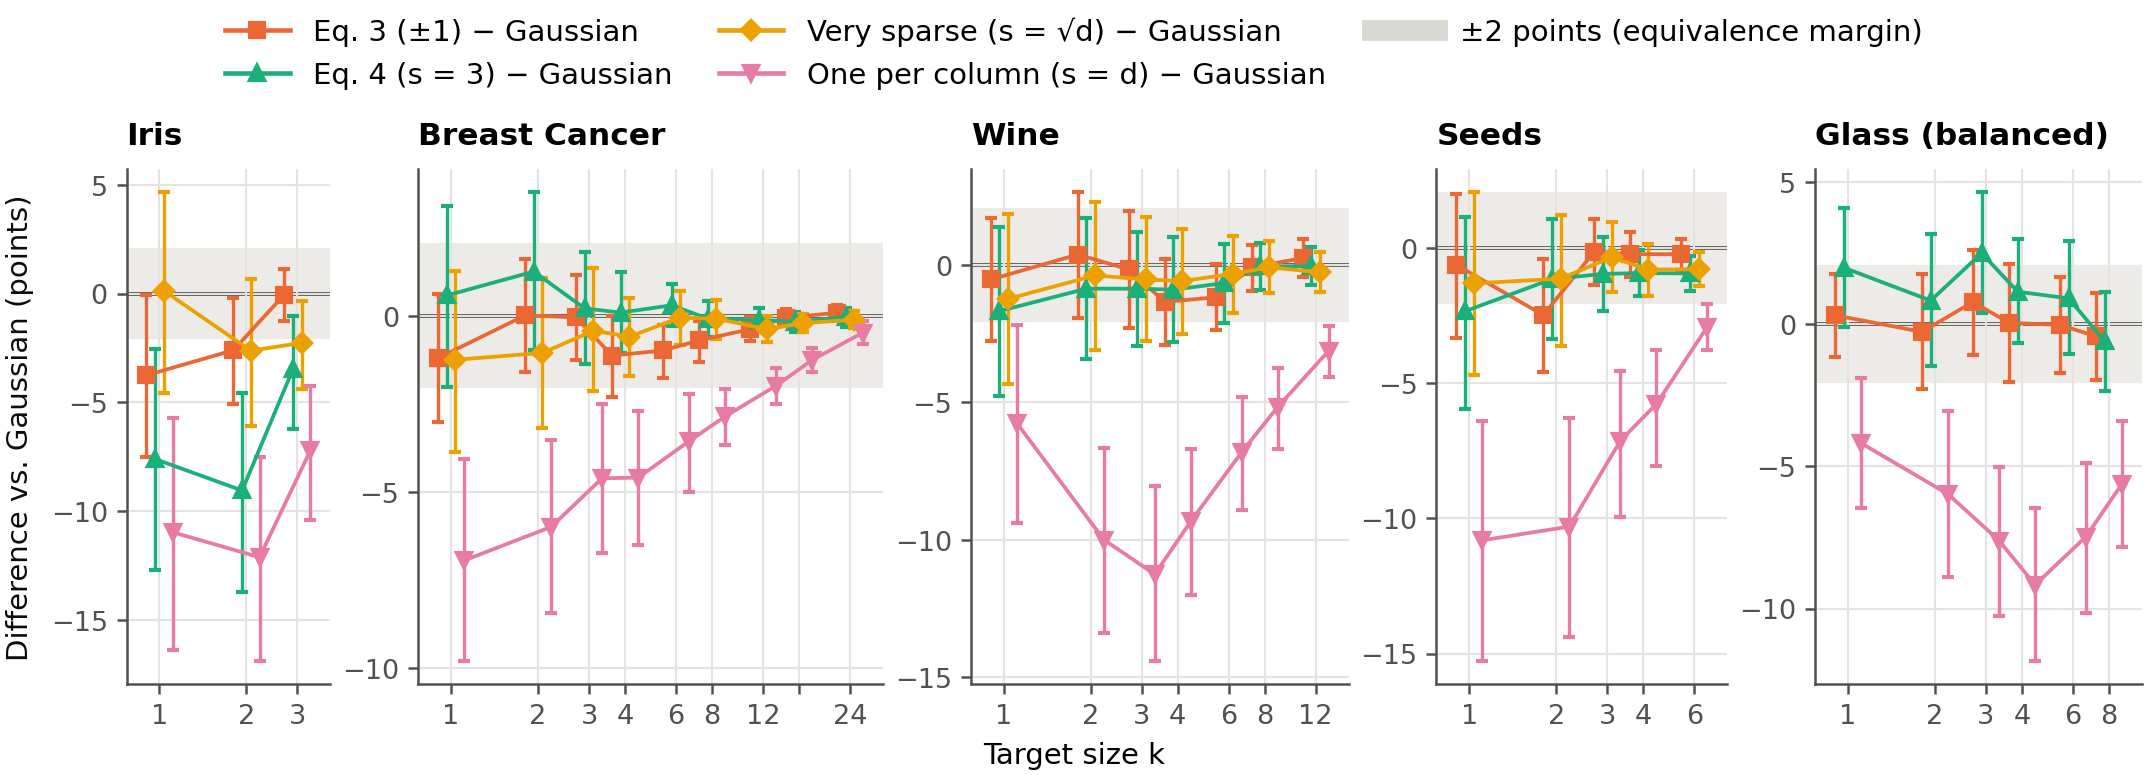 Eq. 3 (±1) − Gaussian
Eq. 4 (s = 3) − Gaussian
Very sparse (s = √d) − Gaussian
One per column (s = d) − Gaussian
±2 points (equivalence margin)
Difference vs. Gaussian (points)
Iris
5
0
−5
−10
−15
1 2 3
Breast Cancer
0
−5
−10
1 2 3 4 6 8 12 24
Wine
0
−5
−10
−15
1 2 3 4 6 8 12
Seeds
0
−5
−10
−15
1 2 3 4 6
Glass (balanced)
5
0
−5
−10
1 2 3 4 6 8
Target size k